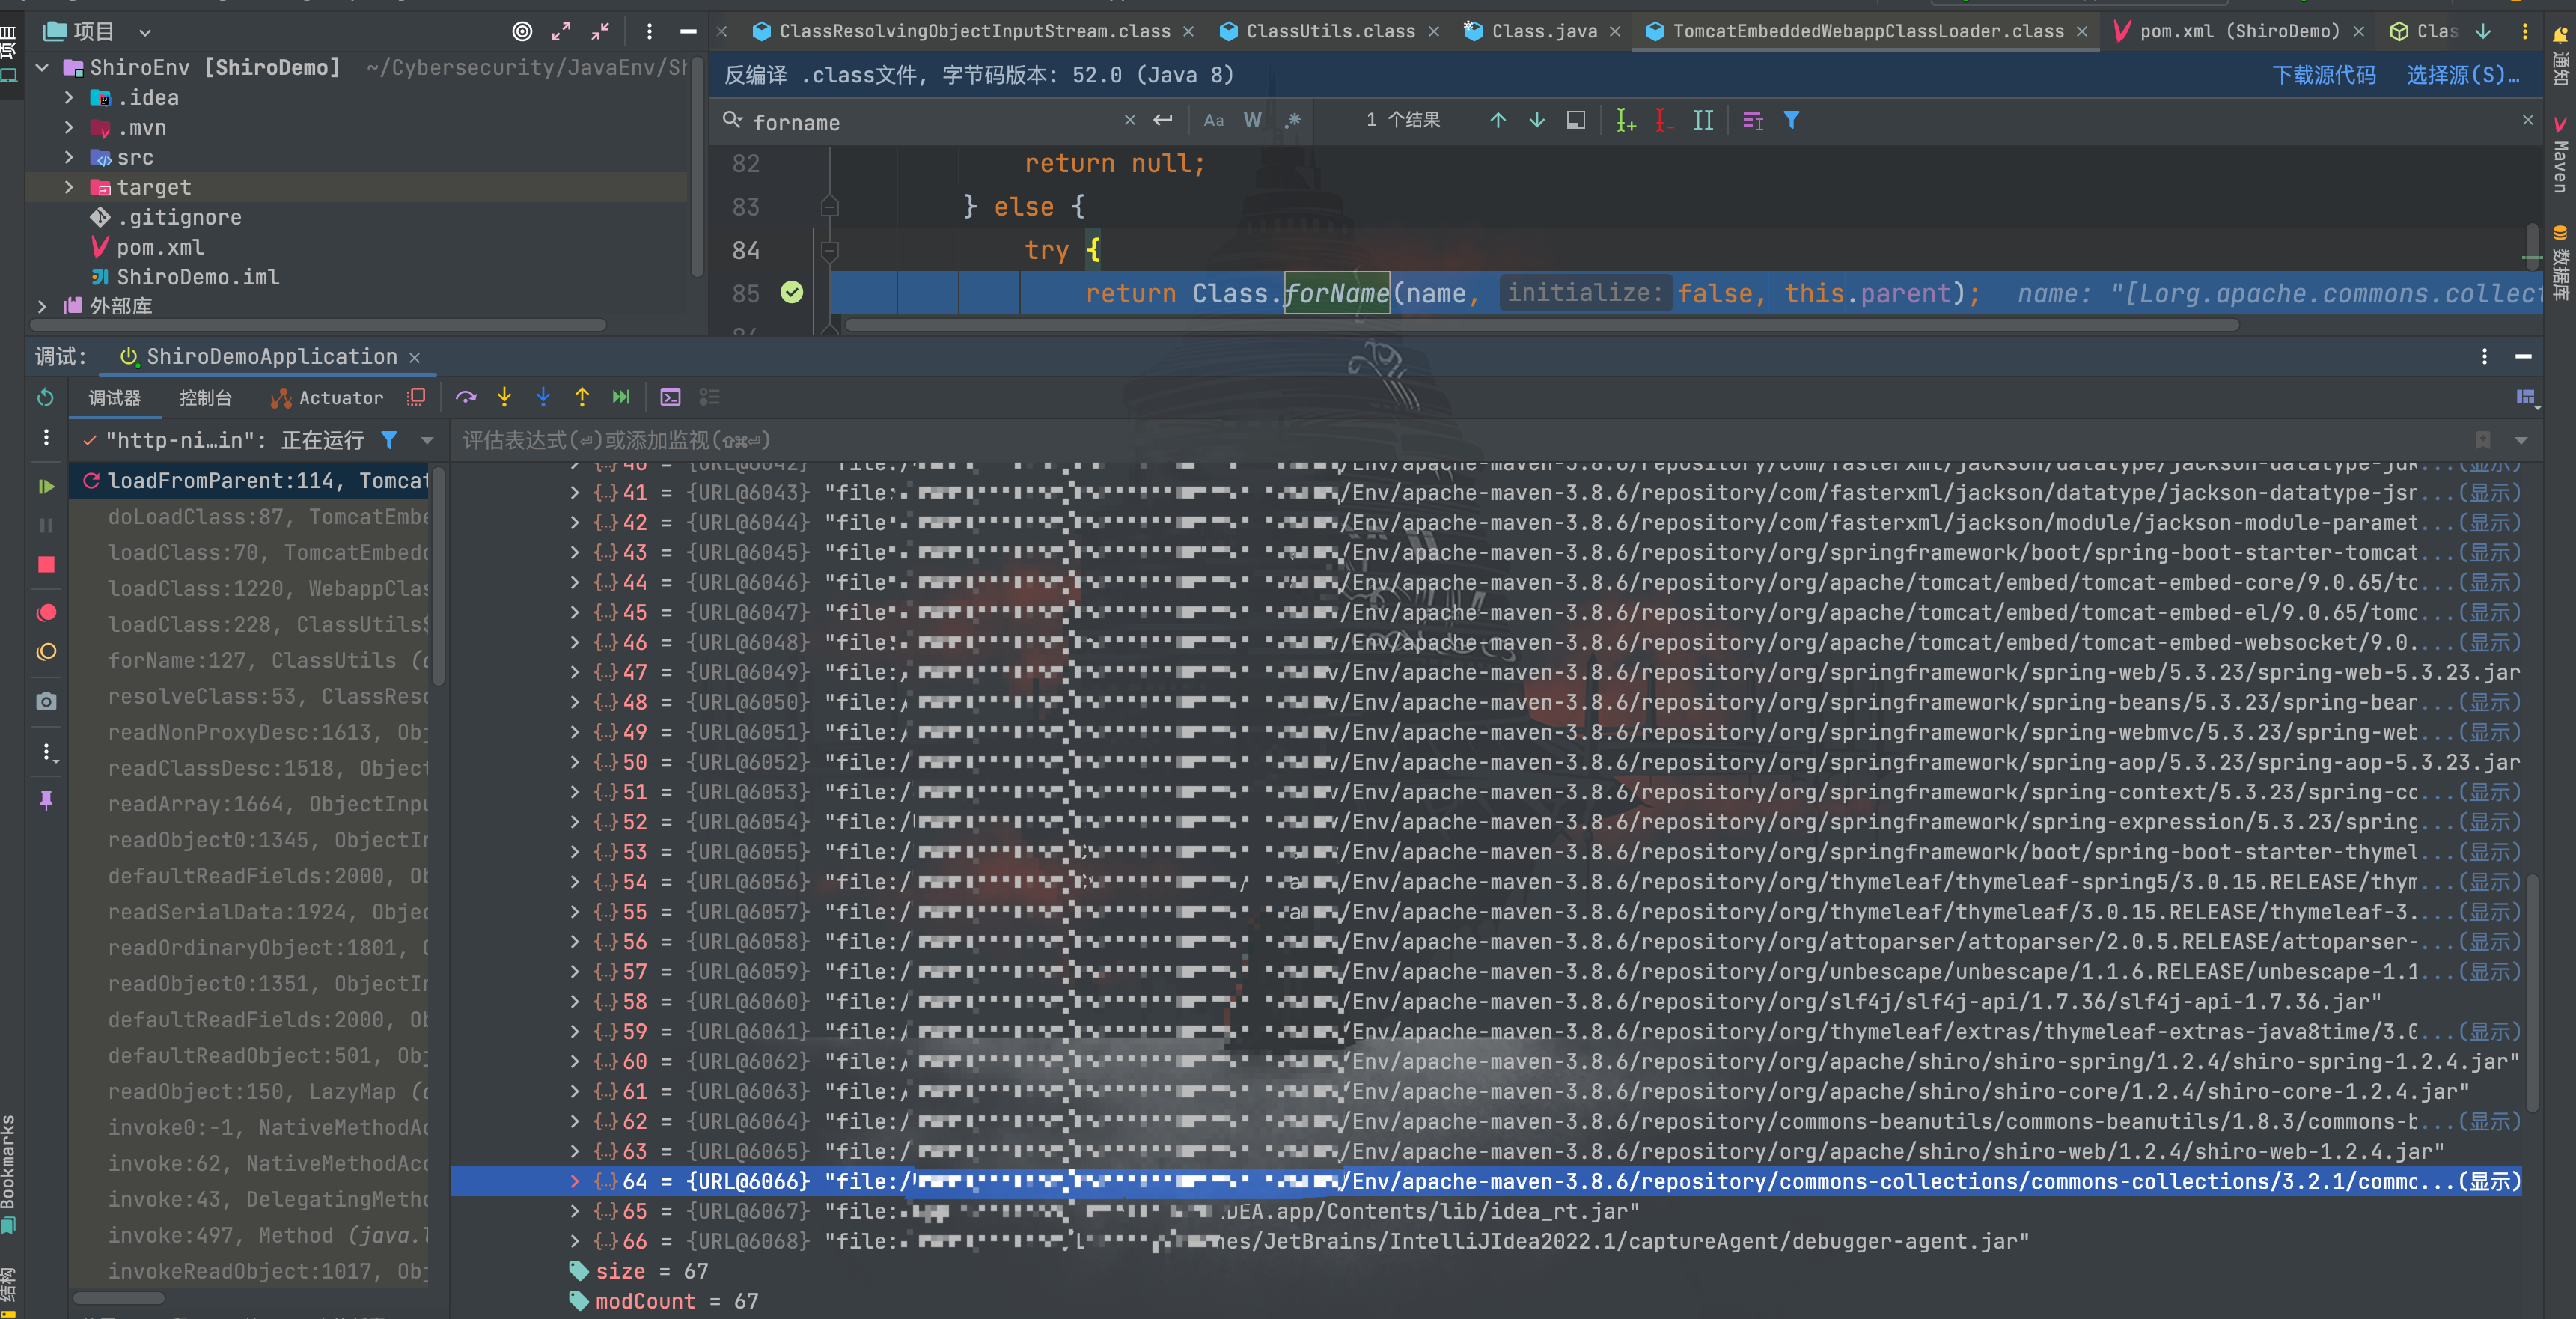 项目
ClassResolvingObjectInputStream.class
ClassUtils.class
Class.java
TomcatEmbeddedWebappClassLoader.class
pom.xml (ShiroDemo)
Clas
ShiroEnv [ShiroDemo] ~/Cybersecurity/JavaEnv/Sh
.idea
.mvn
src
target
.gitignore
pom.xml
ShiroDemo.iml
外部库
反编译 .class文件, 字节码版本: 52.0 (Java 8)
下载源代码 选择源(S)…
forname
Aa W .*
1 个结果
82 return null;
83 } else {
84 try {
85 return Class.forName(name, initialize: false, this.parent); name: "[Lorg.apache.commons.collect
项目
通知
Maven
数据库
调试: ShiroDemoApplication
调试器 控制台 Actuator
"http-ni…in": 正在运行
评估表达式(⏎)或添加监视(⇧⌘⏎)
loadFromParent:114, Tomcat
doLoadClass:87, TomcatEmbe
loadClass:70, TomcatEmbedd
loadClass:1220, WebappClas
loadClass:228, ClassUtils$
forName:127, ClassUtils
resolveClass:53, ClassReso
readNonProxyDesc:1613, Obj
readClassDesc:1518, Object
readArray:1664, ObjectInpu
readObject0:1345, ObjectIn
defaultReadFields:2000, Ob
readSerialData:1924, Objec
readOrdinaryObject:1801, O
readObject0:1351, ObjectIn
defaultReadFields:2000, Ob
defaultReadObject:501, Obj
readObject:150, LazyMap
invoke0:-1, NativeMethodAc
invoke:62, NativeMethodAcc
invoke:43, DelegatingMetho
invoke:497, Method (java.l
invokeReadObject:1017, Obj
40 = {URL@6042} "file:/ /Env/apache-maven-3.8.6/repository/com/fasterxml/jackson/datatype/jackson-datatype-jdk...(显示)
41 = {URL@6043} "file: /Env/apache-maven-3.8.6/repository/com/fasterxml/jackson/datatype/jackson-datatype-jsr...(显示)
42 = {URL@6044} "file /Env/apache-maven-3.8.6/repository/com/fasterxml/jackson/module/jackson-module-paramet...(显示)
43 = {URL@6045} "file /Env/apache-maven-3.8.6/repository/org/springframework/boot/spring-boot-starter-tomcat...(显示)
44 = {URL@6046} "file /Env/apache-maven-3.8.6/repository/org/apache/tomcat/embed/tomcat-embed-core/9.0.65/to...(显示)
45 = {URL@6047} "file /Env/apache-maven-3.8.6/repository/org/apache/tomcat/embed/tomcat-embed-el/9.0.65/tomc...(显示)
46 = {URL@6048} "file: /Env/apache-maven-3.8.6/repository/org/apache/tomcat/embed/tomcat-embed-websocket/9.0....(显示)
47 = {URL@6049} "file: /Env/apache-maven-3.8.6/repository/org/springframework/spring-web/5.3.23/spring-web-5.3.23.jar
48 = {URL@6050} "file:/ /Env/apache-maven-3.8.6/repository/org/springframework/spring-beans/5.3.23/spring-bean...(显示)
49 = {URL@6051} "file:/ /Env/apache-maven-3.8.6/repository/org/springframework/spring-webmvc/5.3.23/spring-web...(显示)
50 = {URL@6052} "file:/ /Env/apache-maven-3.8.6/repository/org/springframework/spring-aop/5.3.23/spring-aop-5.3.23.jar
51 = {URL@6053} "file:/ /Env/apache-maven-3.8.6/repository/org/springframework/spring-context/5.3.23/spring-co...(显示)
52 = {URL@6054} "file:/ /Env/apache-maven-3.8.6/repository/org/springframework/spring-expression/5.3.23/spring...(显示)
53 = {URL@6055} "file:/ /Env/apache-maven-3.8.6/repository/org/springframework/boot/spring-boot-starter-thymel...(显示)
54 = {URL@6056} "file:/ /Env/apache-maven-3.8.6/repository/org/thymeleaf/thymeleaf-spring5/3.0.15.RELEASE/thym...(显示)
55 = {URL@6057} "file:/ /Env/apache-maven-3.8.6/repository/org/thymeleaf/thymeleaf/3.0.15.RELEASE/thymeleaf-3....(显示)
56 = {URL@6058} "file:/ /Env/apache-maven-3.8.6/repository/org/attoparser/attoparser/2.0.5.RELEASE/attoparser-...(显示)
57 = {URL@6059} "file:/ /Env/apache-maven-3.8.6/repository/org/unbescape/unbescape/1.1.6.RELEASE/unbescape-1.1...(显示)
58 = {URL@6060} "file:/ /Env/apache-maven-3.8.6/repository/org/slf4j/slf4j-api/1.7.36/slf4j-api-1.7.36.jar"
59 = {URL@6061} "file:/ /Env/apache-maven-3.8.6/repository/org/thymeleaf/extras/thymeleaf-extras-java8time/3.0...(显示)
60 = {URL@6062} "file:/ /Env/apache-maven-3.8.6/repository/org/apache/shiro/shiro-spring/1.2.4/shiro-spring-1.2.4.jar"
61 = {URL@6063} "file:/ /Env/apache-maven-3.8.6/repository/org/apache/shiro/shiro-core/1.2.4/shiro-core-1.2.4.jar"
62 = {URL@6064} "file:/ /Env/apache-maven-3.8.6/repository/commons-beanutils/commons-beanutils/1.8.3/commons-b...(显示)
63 = {URL@6065} "file:/ /Env/apache-maven-3.8.6/repository/org/apache/shiro/shiro-web/1.2.4/shiro-web-1.2.4.jar"
64 = {URL@6066} "file:/ /Env/apache-maven-3.8.6/repository/commons-collections/commons-collections/3.2.1/commo...(显示)
65 = {URL@6067} "file: IDEA.app/Contents/lib/idea_rt.jar"
66 = {URL@6068} "file: hes/JetBrains/IntelliJIdea2022.1/captureAgent/debugger-agent.jar"
size = 67
modCount = 67
Bookmarks
结构